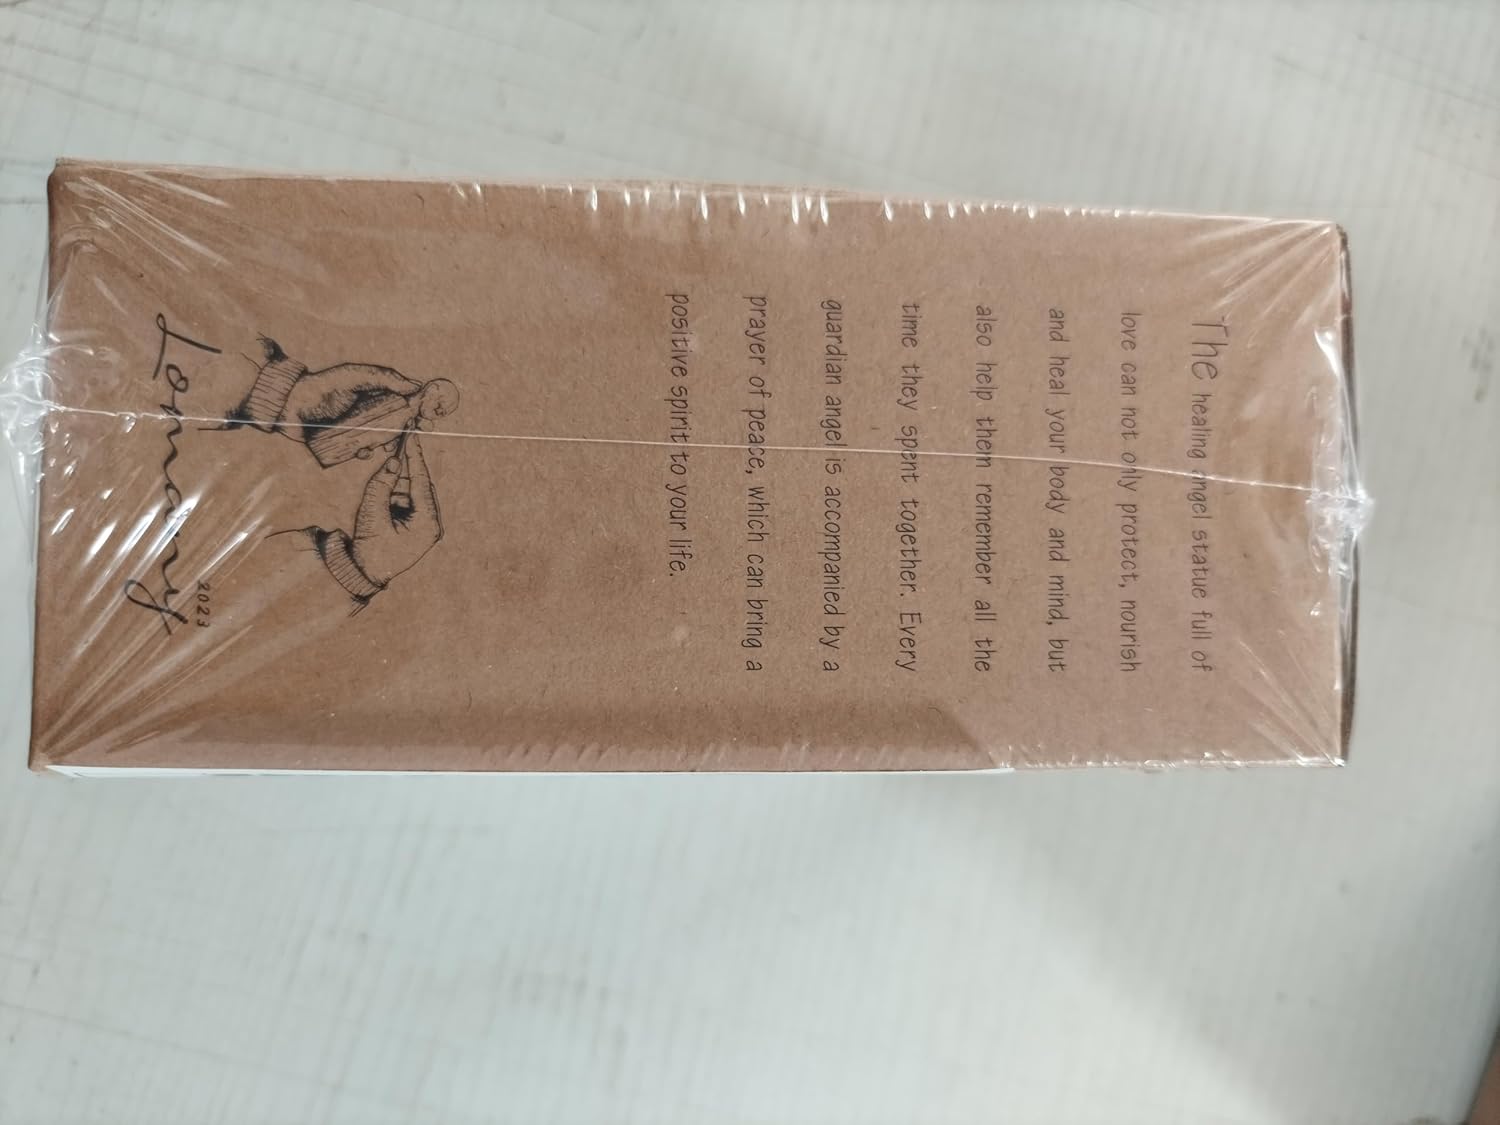 The healing angel statue full of
love can not only protect, nourish
and heal your body and mind, but
also help them remember all the
time they spent together. Every
guardian angel is accompanied by a
prayer of peace, which can bring a
positive spirit to your life.
2023
Lomany